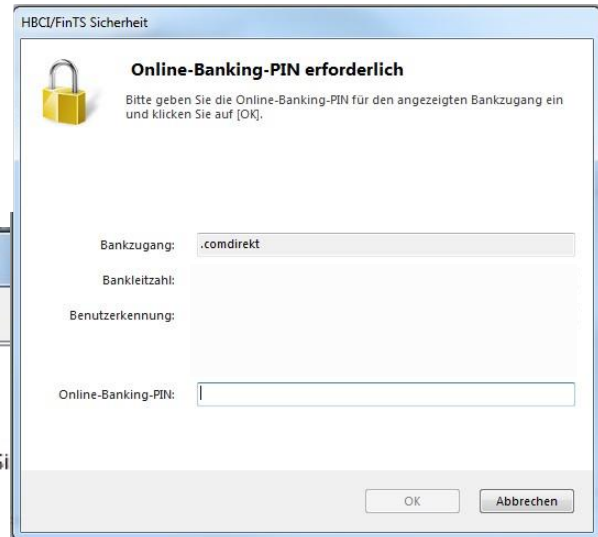 HBCI/FinTS Sicherheit
Online-Banking-PIN erforderlich
Bitte geben Sie die Online-Banking-PIN für den angezeigten Bankzugang ein
und klicken Sie auf [OK].
Bankzugang: .comdirekt
Bankleitzahl:
Benutzerkennung:
Online-Banking-PIN:
Si
OK Abbrechen